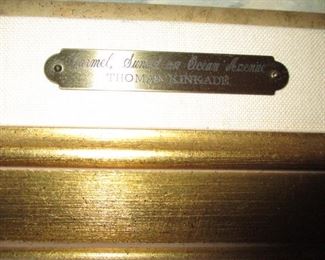 Carmel, Sunset on Ocean Avenue
THOMAS KINKADE